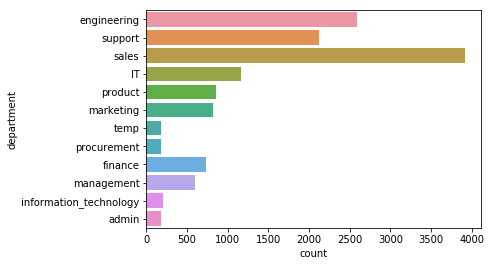 engineering
support
sales
IT
product
marketing
temp
procurement
finance
management
information_technology
admin
department
0 500 1000 1500 2000 2500 3000 3500 4000
count